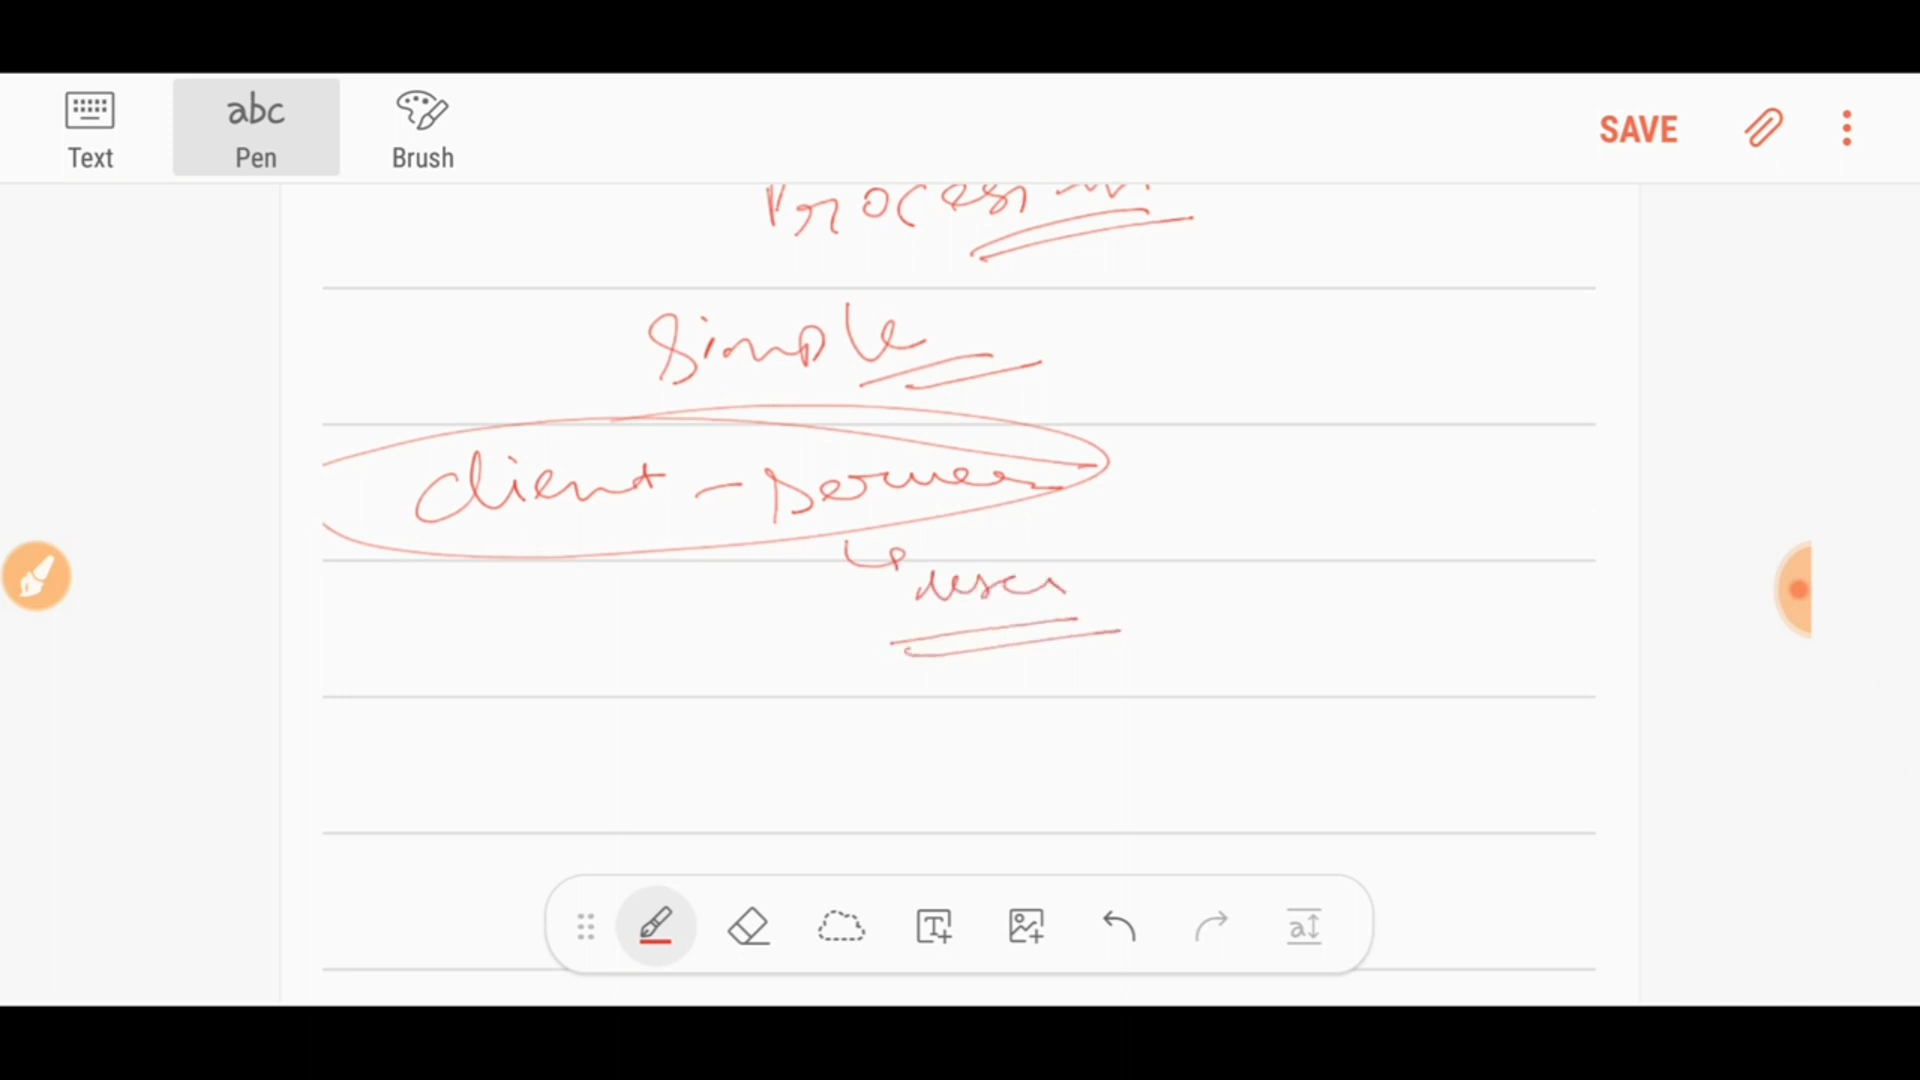 Text
abc
Pen
Brush
SAVE
Simple
Client - Server
user